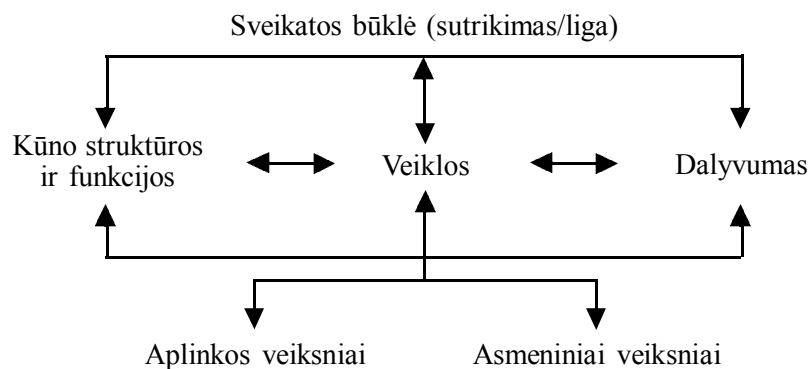 Sveikatos būklė (sutrikimas/liga)
Kūno struktūros
ir funkcijos
Veiklos
Dalyvumas
Aplinkos veiksniai
Asmeniniai veiksniai